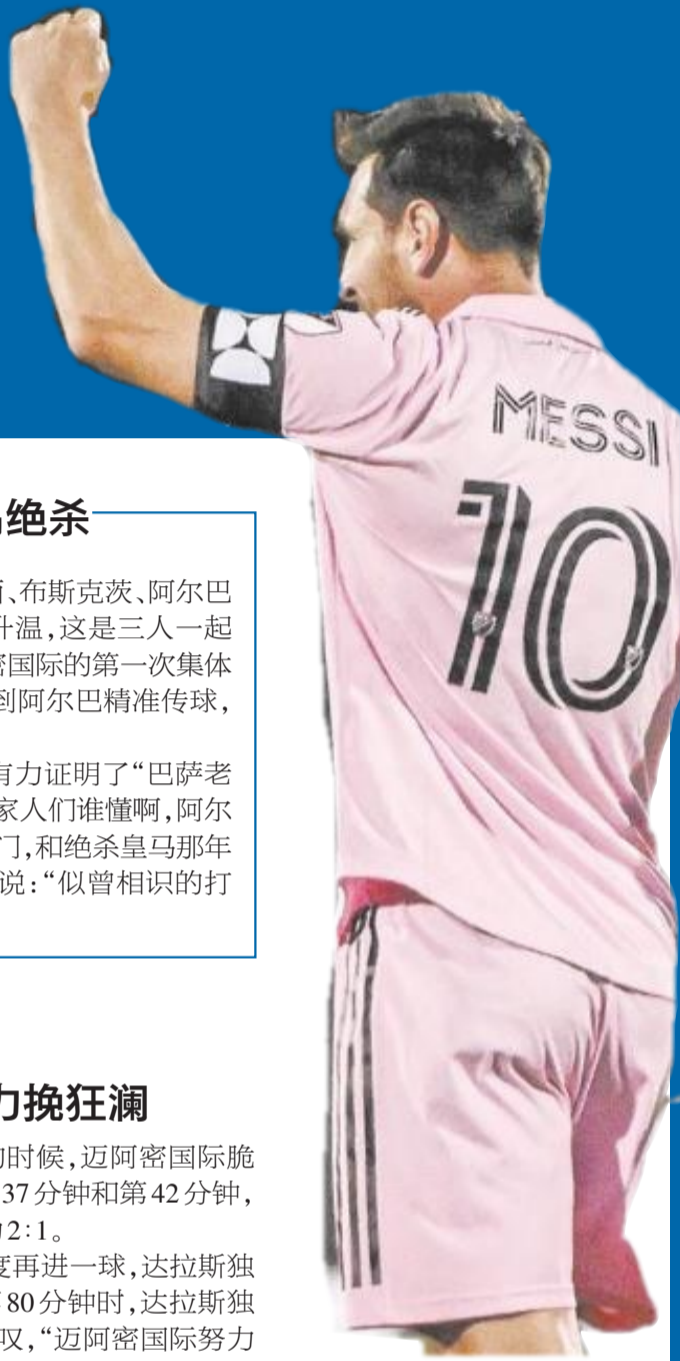 MESSI
10
绝杀
、布斯克茨、阿尔巴
升温，这是三人一起
密国际的第一次集体
到阿尔巴精准传球，
有力证明了“巴萨老
家人们谁懂啊，阿尔
门，和绝杀皇马那年
说：“似曾相识的打
力挽狂澜
的时候，迈阿密国际脆
37分钟和第42分钟，
2：1。
度再进一球，达拉斯独
80分钟时，达拉斯独
叹，“迈阿密国际努力